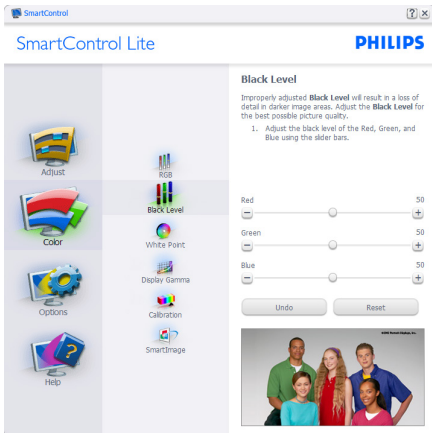 SmartControl
SmartControl Lite
PHILIPS
Adjust
Color
Options
Help
RGB
Black Level
White Point
Display Gamma
Calibration
SmartImage
Black Level
Improperly adjusted Black Level will result in a loss of
detail in darker image areas. Adjust the Black Level for
the best possible picture quality.
1. Adjust the black level of the Red, Green, and
Blue using the slider bars.
Red 50
Green 50
Blue 50
Undo Reset